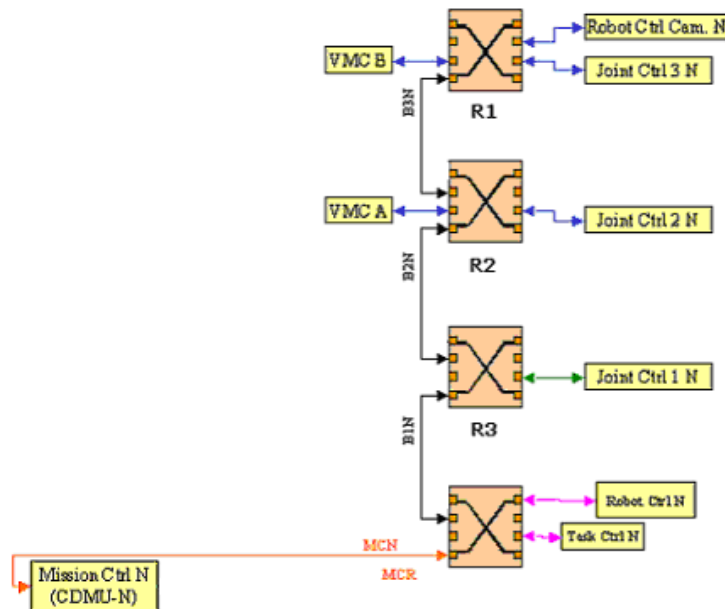 Robot Ctrl Cam. N
VMC B
Joint Ctrl 3 N
B3N
R1
VMC A
Joint Ctrl 2 N
R2
B2N
Joint Ctrl 1 N
R3
B1N
Robot Ctrl N
Task Ctrl N
MCN
MCR
Mission Ctrl N
(CDMU-N)